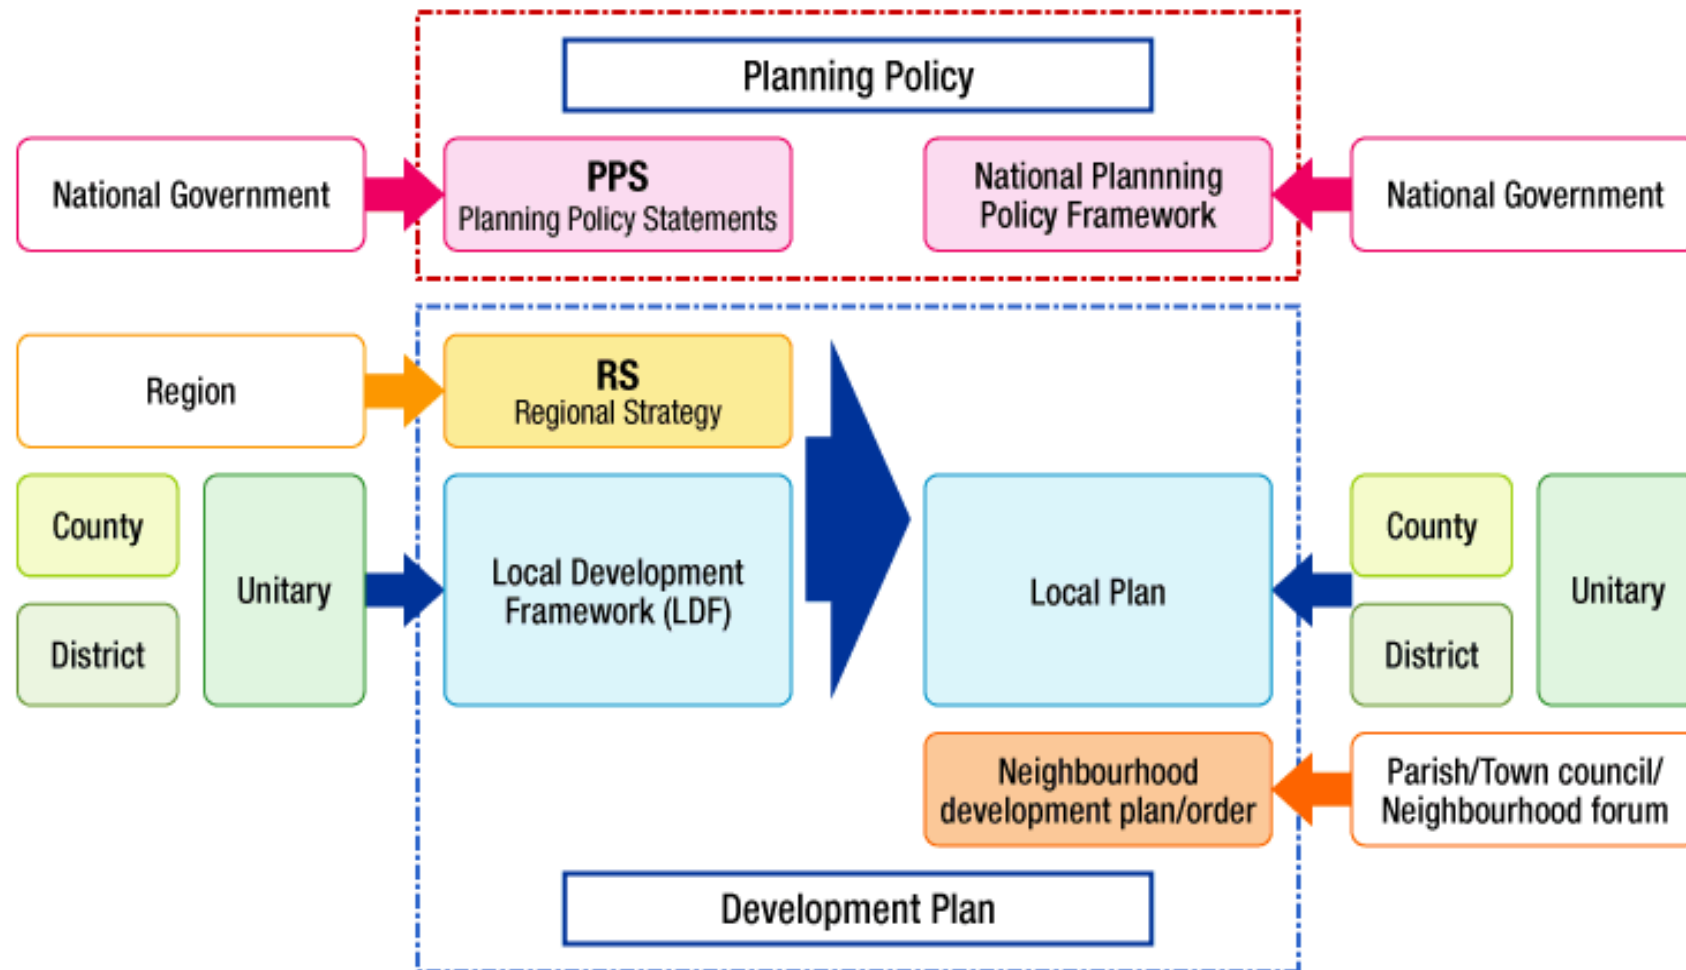 Planning Policy
National Government
PPS
Planning Policy Statements
National Plannning
Policy Framework
National Government
Region
RS
Regional Strategy
County
District
Unitary
Local Development
Framework (LDF)
Local Plan
County
District
Unitary
Neighbourhood
development plan/order
Parish/Town council/
Neighbourhood forum
Development Plan